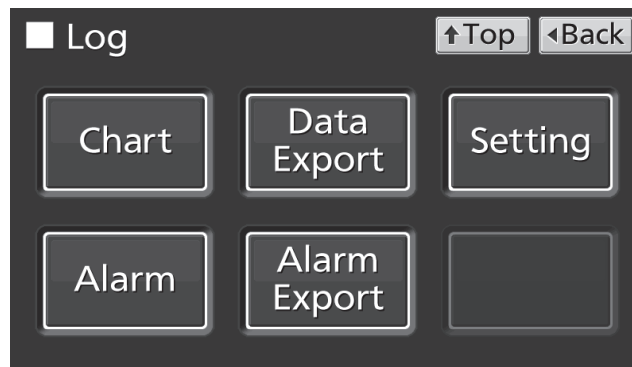 Log
↑Top
◂Back
Chart
Data
Export
Setting
Alarm
Alarm
Export